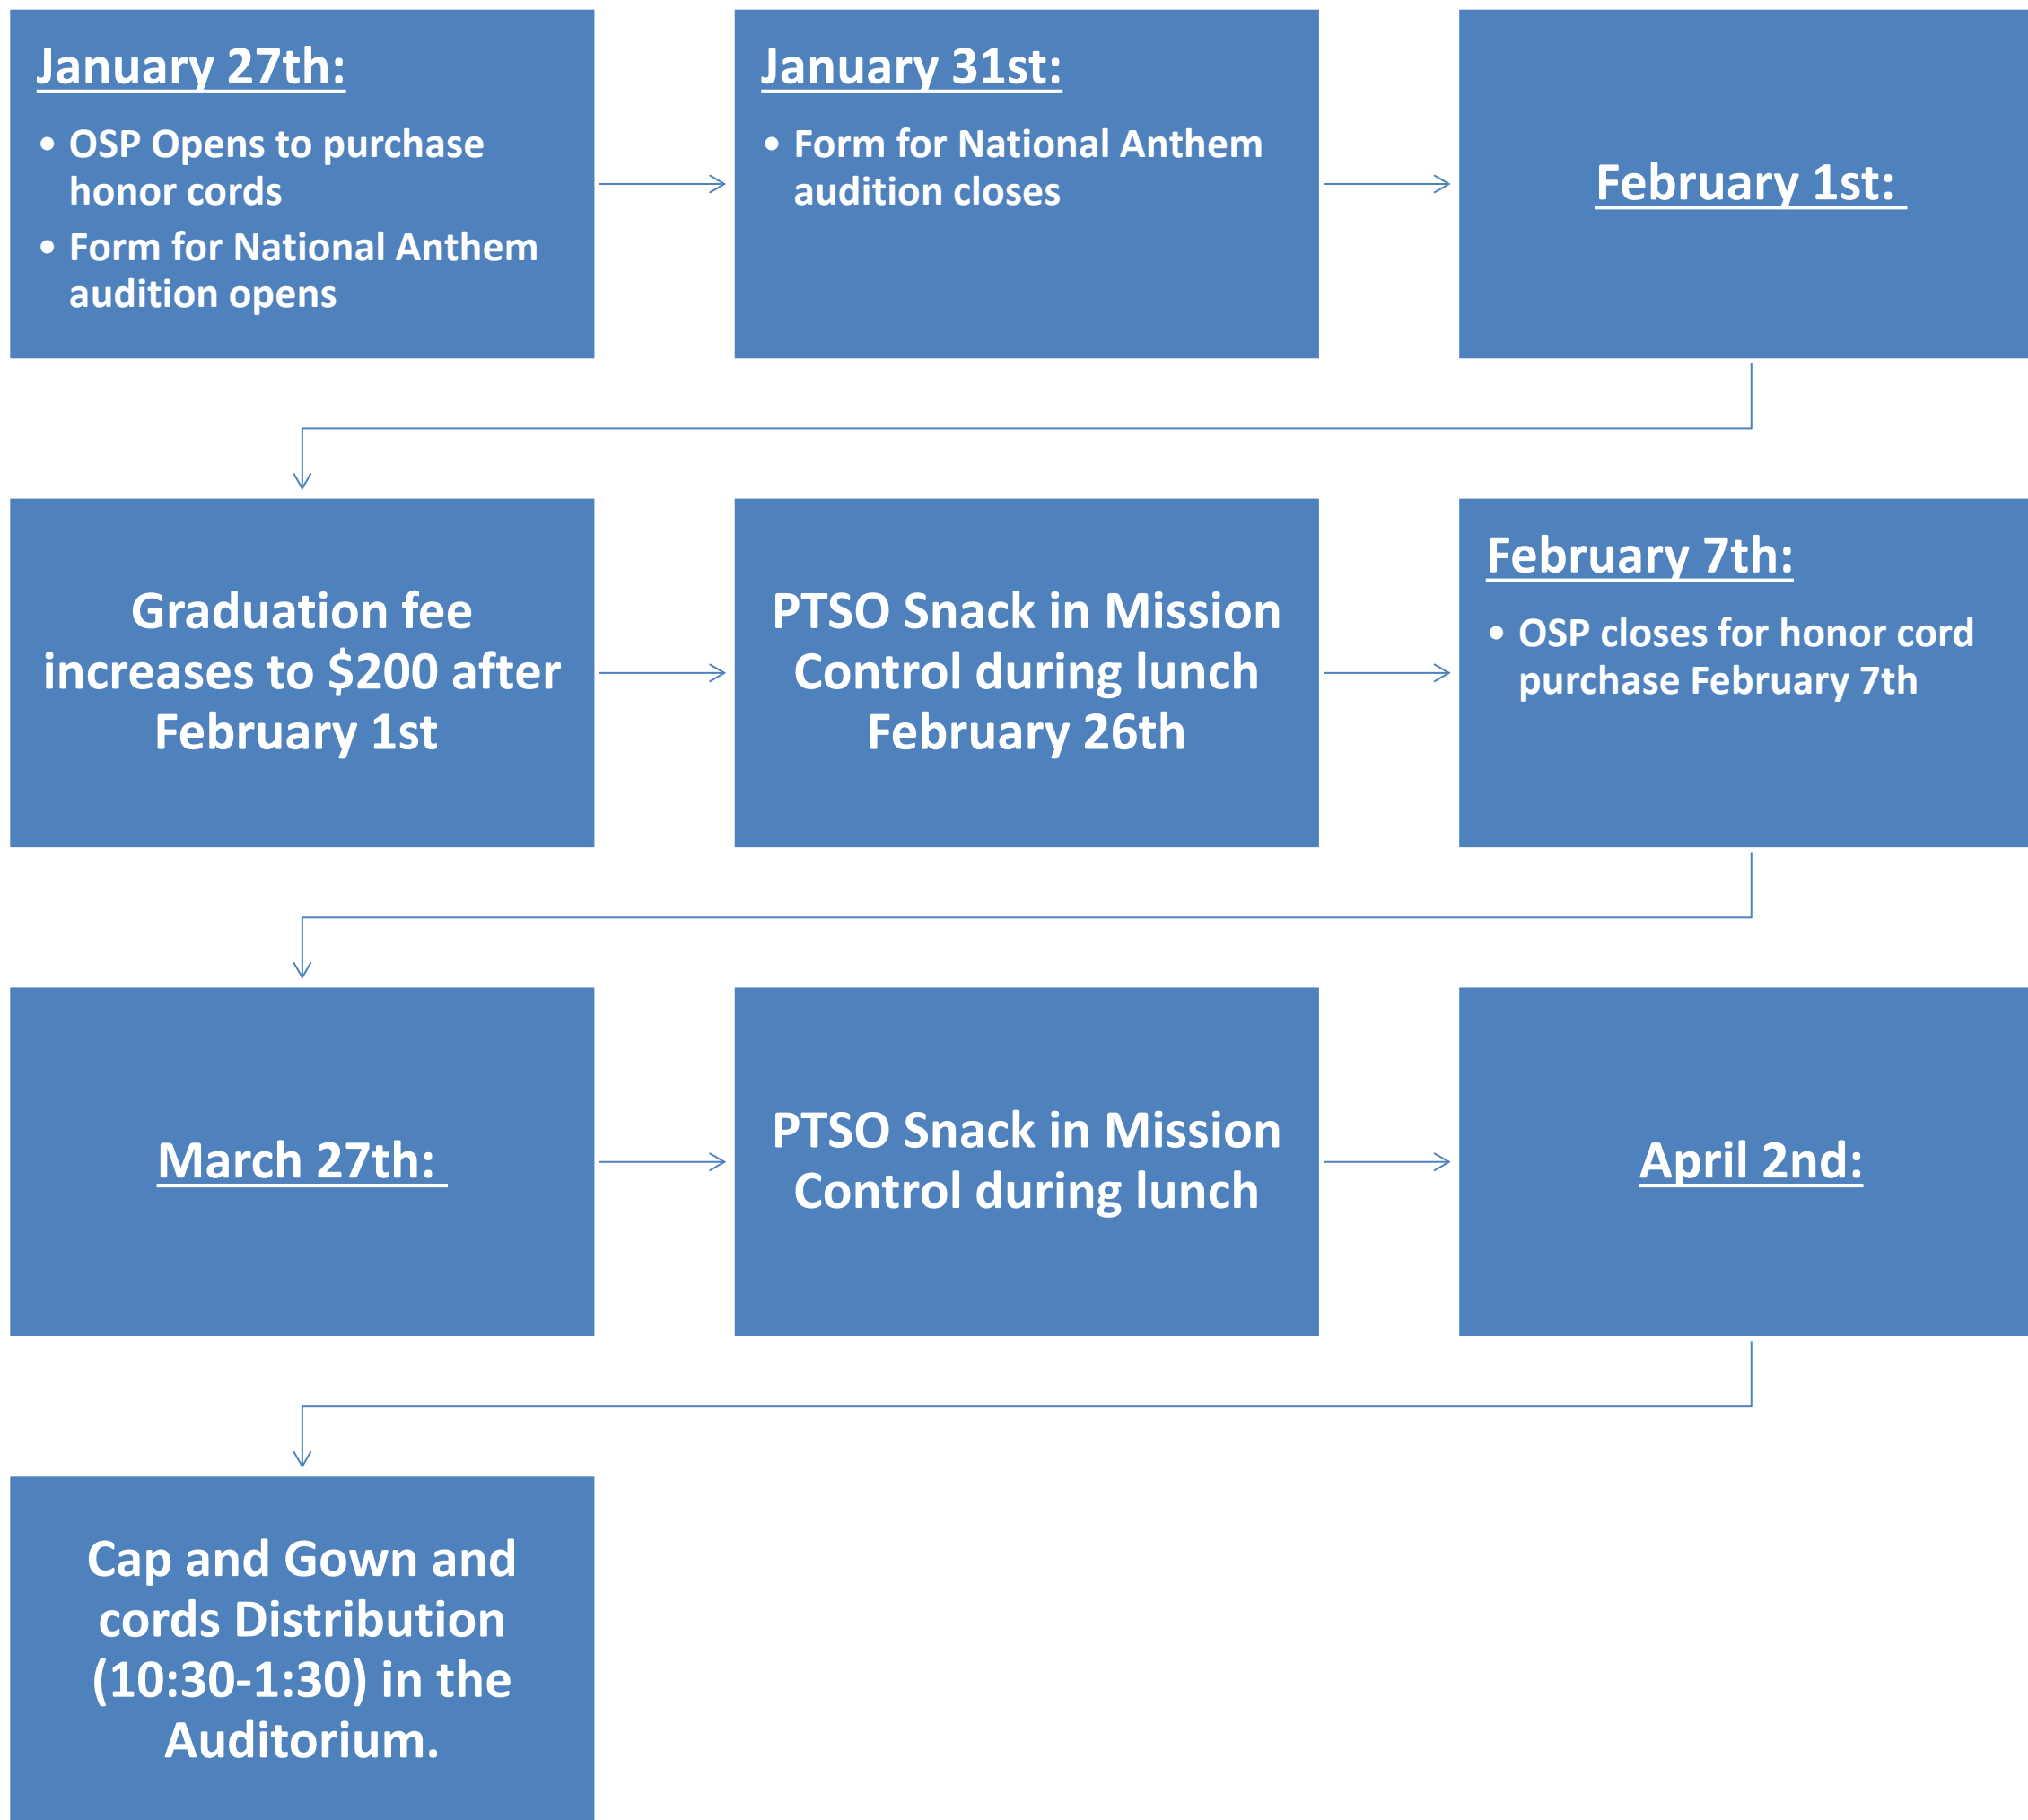 January 27th:
• OSP Opens to purchase
honor cords
• Form for National Anthem
audition opens
January 31st:
• Form for National Anthem
audition closes
February 1st:
Graduation fee
increases to $200 after
February 1st
PTSO Snack in Mission
Control during lunch
February 26th
February 7th:
• OSP closes for honor cord
purchase February 7th
March 27th:
PTSO Snack in Mission
Control during lunch
April 2nd:
Cap and Gown and
cords Distribution
(10:30-1:30) in the
Auditorium.